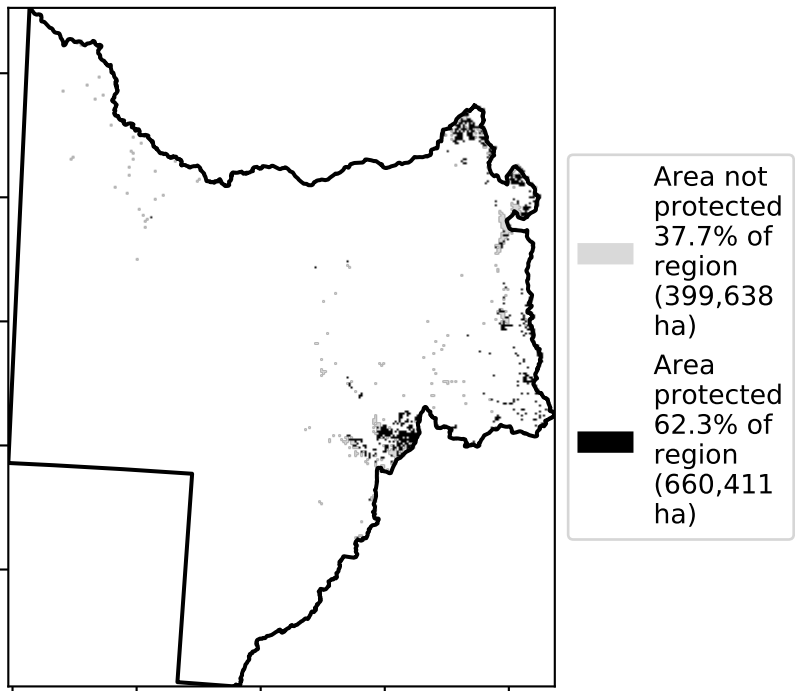 Area not
protected
37.7% of
region
(399,638
ha)
Area
protected
62.3% of
region
(660,411
ha)